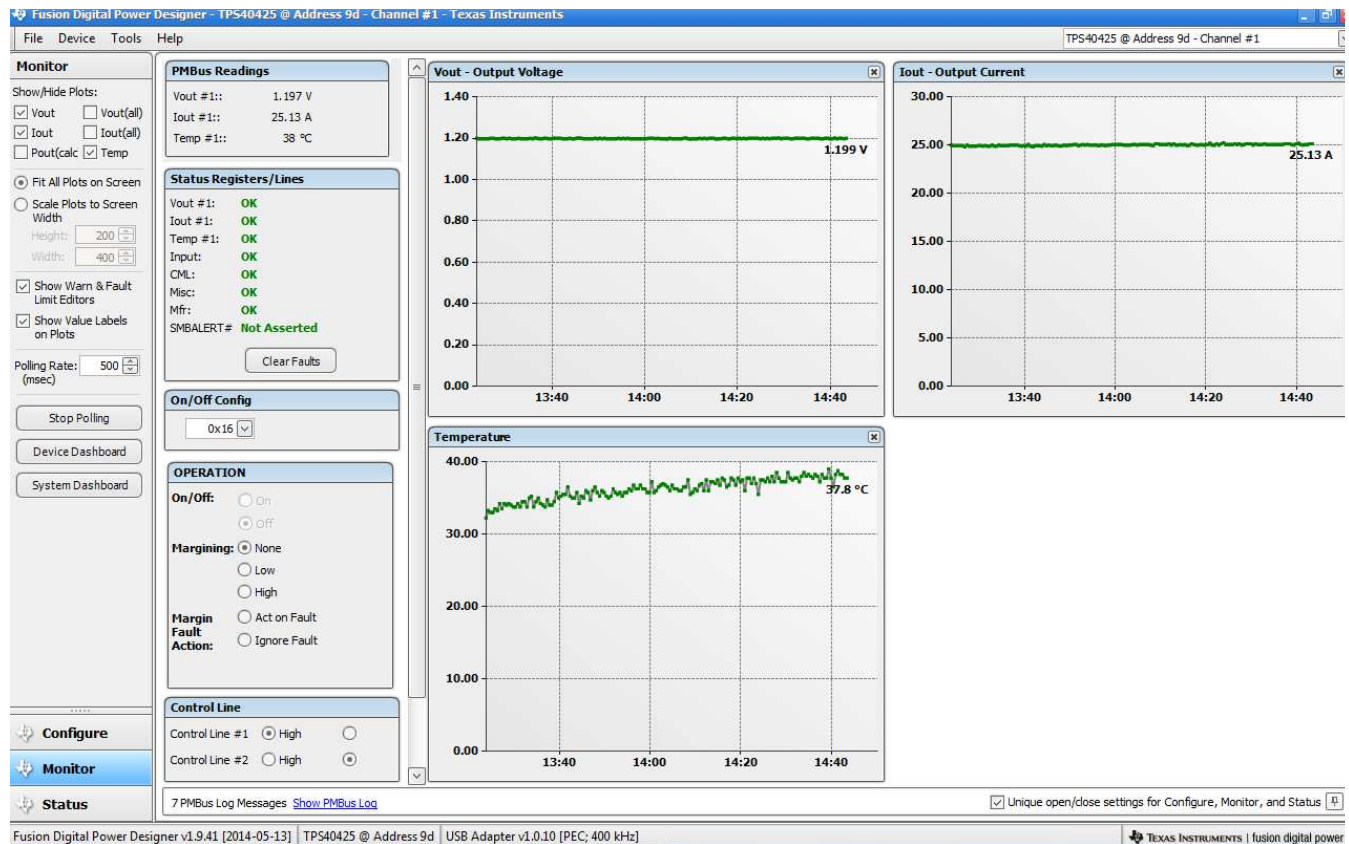 Fusion Digital Power Designer - TPS40425 @ Address 9d - Channel #1 - Texas Instruments
File Device Tools Help
TPS40425 @ Address 9d - Channel #1
Monitor
Show/Hide Plots:
Vout Vout(all)
Iout Iout(all)
Pout(calc Temp
Fit All Plots on Screen
Scale Plots to Screen
Width
Height: 200
Width: 400
Show Warn & Fault
Limit Editors
Show Value Labels
on Plots
Polling Rate: 500
(msec)
Stop Polling
Device Dashboard
System Dashboard
Configure
Monitor
Status
PMBus Readings
Vout #1:: 1.197 V
Iout #1:: 25.13 A
Temp #1:: 38 °C
Status Registers/Lines
Vout #1: OK
Iout #1: OK
Temp #1: OK
Input: OK
CML: OK
Misc: OK
Mfr: OK
SMBALERT# Not Asserted
Clear Faults
On/Off Config
0x16
OPERATION
On/Off: On
Off
Margining: None
Low
High
Margin Act on Fault
Fault
Action: Ignore Fault
Control Line
Control Line #1 High
Control Line #2 High
Vout - Output Voltage
1.40
1.20
1.199 V
1.00
0.80
0.60
0.40
0.20
0.00
13:40 14:00 14:20 14:40
Iout - Output Current
30.00
25.00
25.13 A
20.00
15.00
10.00
5.00
0.00
13:40 14:00 14:20 14:40
Temperature
40.00
37.8 °C
30.00
20.00
10.00
0.00
13:40 14:00 14:20 14:40
7 PMBus Log Messages Show PMBus Log
Unique open/close settings for Configure, Monitor, and Status
Fusion Digital Power Designer v1.9.41 [2014-05-13] TPS40425 @ Address 9d USB Adapter v1.0.10 [PEC; 400 kHz]
TEXAS INSTRUMENTS | fusion digital power